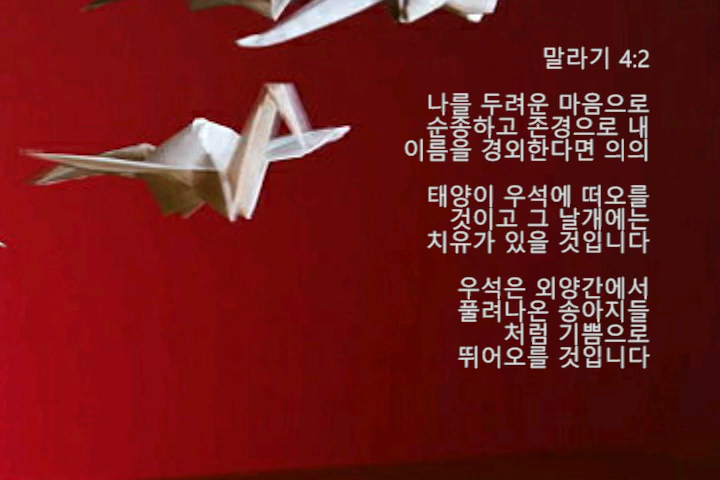 말라기 4:2
나를 두려운 마음으로
순종하고 존경으로 내
이름을 경외한다면 의의
태양이 우석에 떠오를
것이고 그 날개에는
치유가 있을 것입니다
우석은 외양간에서
풀려나온 송아지들
처럼 기쁨으로
뛰어오를 것입니다